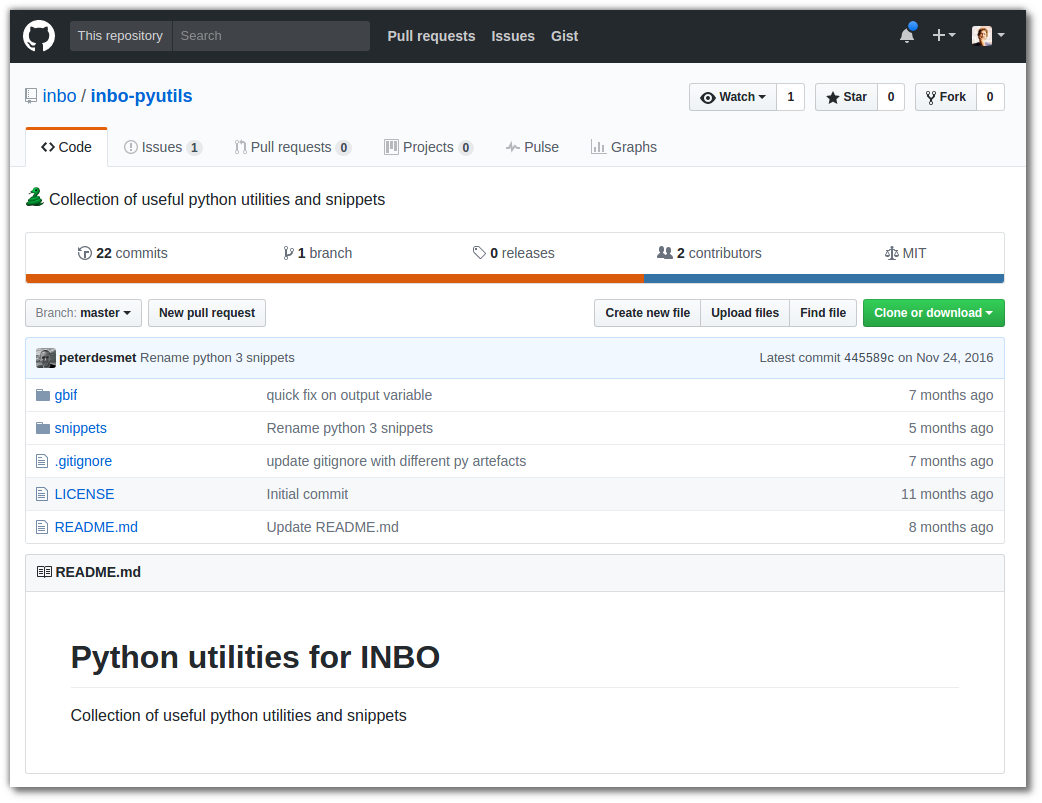 This repository Search Pull requests Issues Gist
inbo / inbo-pyutils Watch 1 Star 0 Fork 0
Code Issues 1 Pull requests 0 Projects 0 Pulse Graphs
Collection of useful python utilities and snippets
22 commits 1 branch 0 releases 2 contributors MIT
Branch: master New pull request Create new file Upload files Find file Clone or download
peterdesmet Rename python 3 snippets Latest commit 445589c on Nov 24, 2016
gbif quick fix on output variable 7 months ago
snippets Rename python 3 snippets 5 months ago
.gitignore update gitignore with different py artefacts 7 months ago
LICENSE Initial commit 11 months ago
README.md Update README.md 8 months ago
README.md
Python utilities for INBO
Collection of useful python utilities and snippets